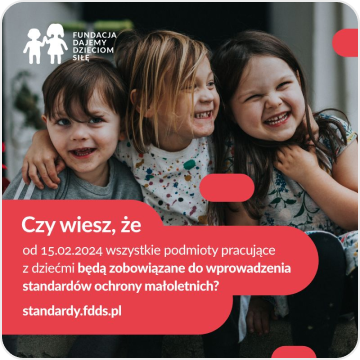 FUNDACJA
DAJEMY
DZIECIOM
SIŁĘ
Czy wiesz, że
od 15.02.2024 wszystkie podmioty pracujące
z dziećmi będą zobowiązane do wprowadzenia
standardów ochrony małoletnich?
standardy.fdds.pl